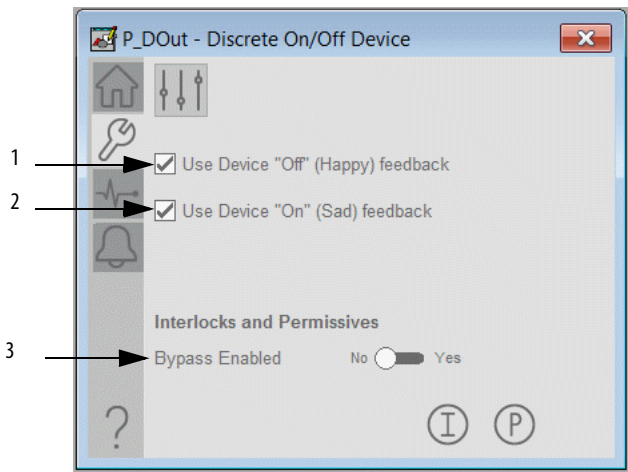 P_DOut - Discrete On/Off Device
1
Use Device "Off" (Happy) feedback
2
Use Device "On" (Sad) feedback
Interlocks and Permissives
3
Bypass Enabled No Yes
? I P